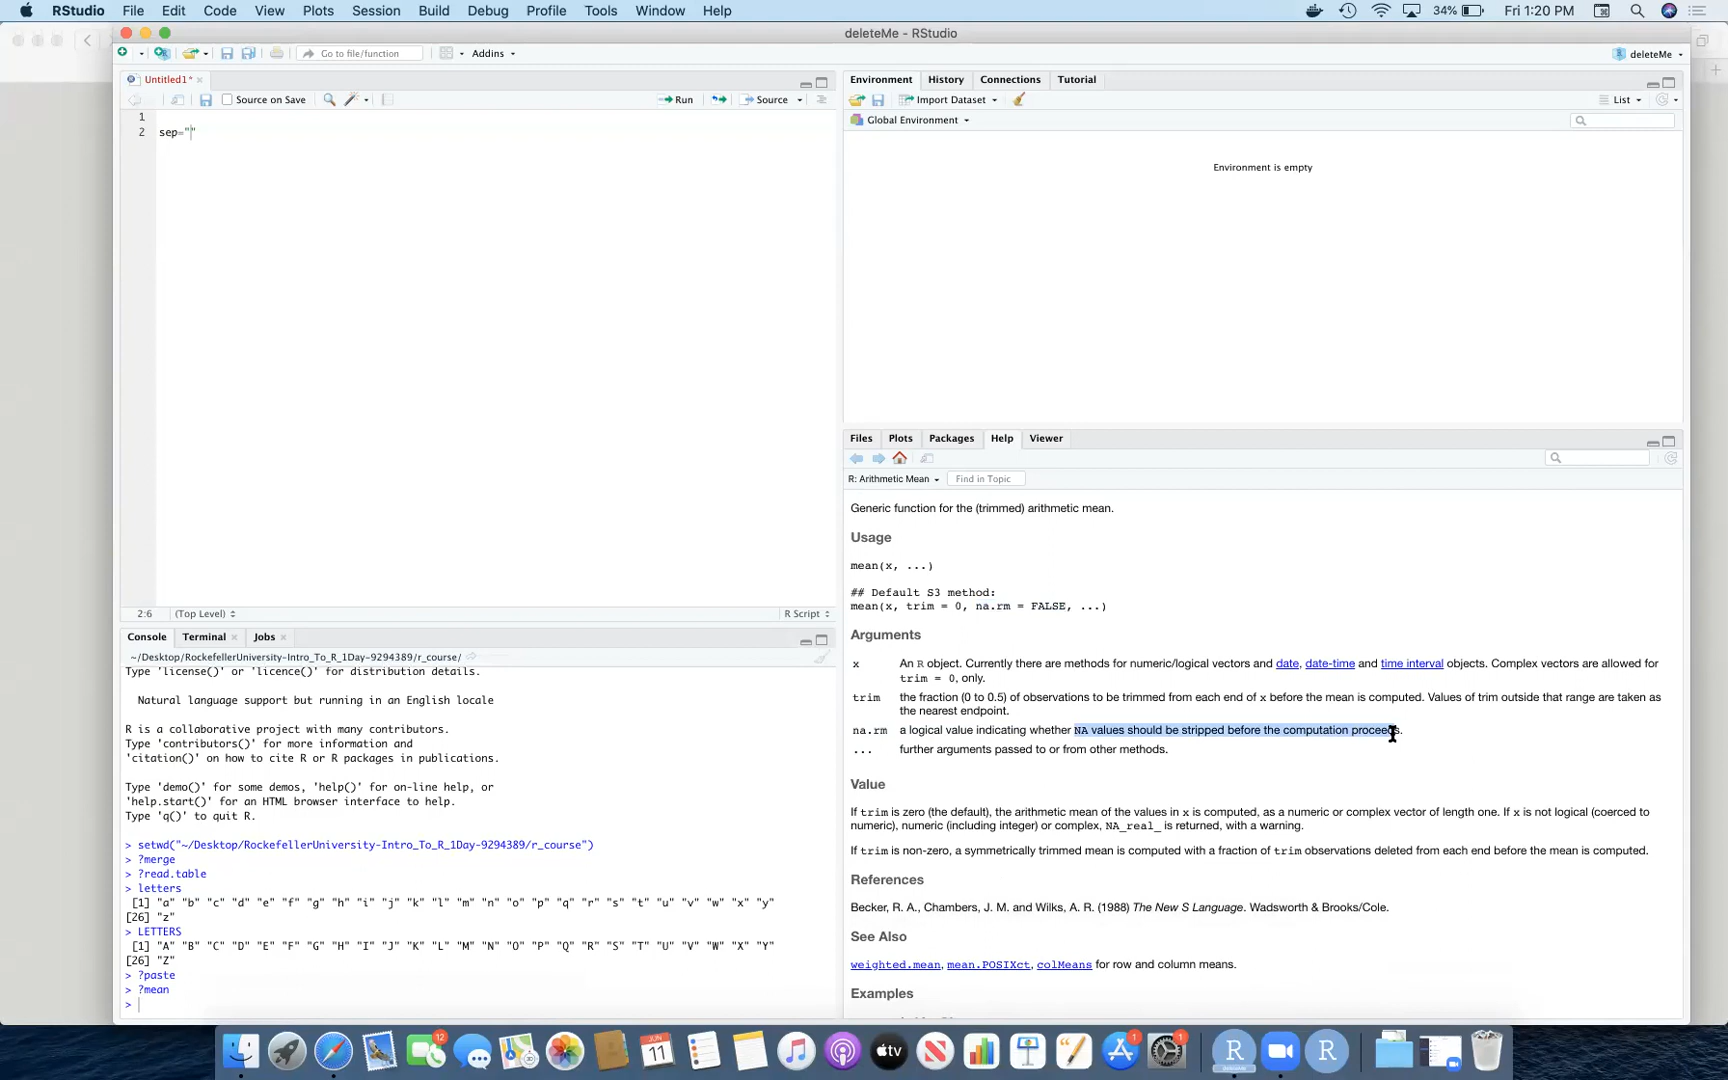 RStudio File Edit Code View Plots Session Build Debug Profile Tools Window Help 34% Fri 1:20 PM
deleteMe - RStudio
Go to file/function Addins deleteMe
Untitled1*
Source on Save Run Source
1
2 sep=""
2:6 (Top Level) R Script
Console Terminal Jobs
~/Desktop/RockefellerUniversity-Intro_To_R_1Day-9294389/r_course/
Type 'license()' or 'licence()' for distribution details.
Natural language support but running in an English locale
R is a collaborative project with many contributors.
Type 'contributors()' for more information and
'citation()' on how to cite R or R packages in publications.
Type 'demo()' for some demos, 'help()' for on-line help, or
'help.start()' for an HTML browser interface to help.
Type 'q()' to quit R.
> setwd("~/Desktop/RockefellerUniversity-Intro_To_R_1Day-9294389/r_course")
> ?merge
> ?read.table
> letters
[1] "a" "b" "c" "d" "e" "f" "g" "h" "i" "j" "k" "l" "m" "n" "o" "p" "q" "r" "s" "t" "u" "v" "w" "x" "y"
[26] "z"
> LETTERS
[1] "A" "B" "C" "D" "E" "F" "G" "H" "I" "J" "K" "L" "M" "N" "O" "P" "Q" "R" "S" "T" "U" "V" "W" "X" "Y"
[26] "Z"
> ?paste
> ?mean
>
Environment History Connections Tutorial
Import Dataset List
Global Environment
Environment is empty
Files Plots Packages Help Viewer
R: Arithmetic Mean Find in Topic
Generic function for the (trimmed) arithmetic mean.
Usage
mean(x, ...)
## Default S3 method:
mean(x, trim = 0, na.rm = FALSE, ...)
Arguments
x An R object. Currently there are methods for numeric/logical vectors and date, date-time and time interval objects. Complex vectors are allowed for
trim = 0, only.
trim the fraction (0 to 0.5) of observations to be trimmed from each end of x before the mean is computed. Values of trim outside that range are taken as
the nearest endpoint.
na.rm a logical value indicating whether NA values should be stripped before the computation proceeds.
... further arguments passed to or from other methods.
Value
If trim is zero (the default), the arithmetic mean of the values in x is computed, as a numeric or complex vector of length one. If x is not logical (coerced to
numeric), numeric (including integer) or complex, NA_real_ is returned, with a warning.
If trim is non-zero, a symmetrically trimmed mean is computed with a fraction of trim observations deleted from each end before the mean is computed.
References
Becker, R. A., Chambers, J. M. and Wilks, A. R. (1988) The New S Language. Wadsworth & Brooks/Cole.
See Also
weighted.mean, mean.POSIXct, colMeans for row and column means.
Examples
12
JUN
11
tv
1
1
R
R